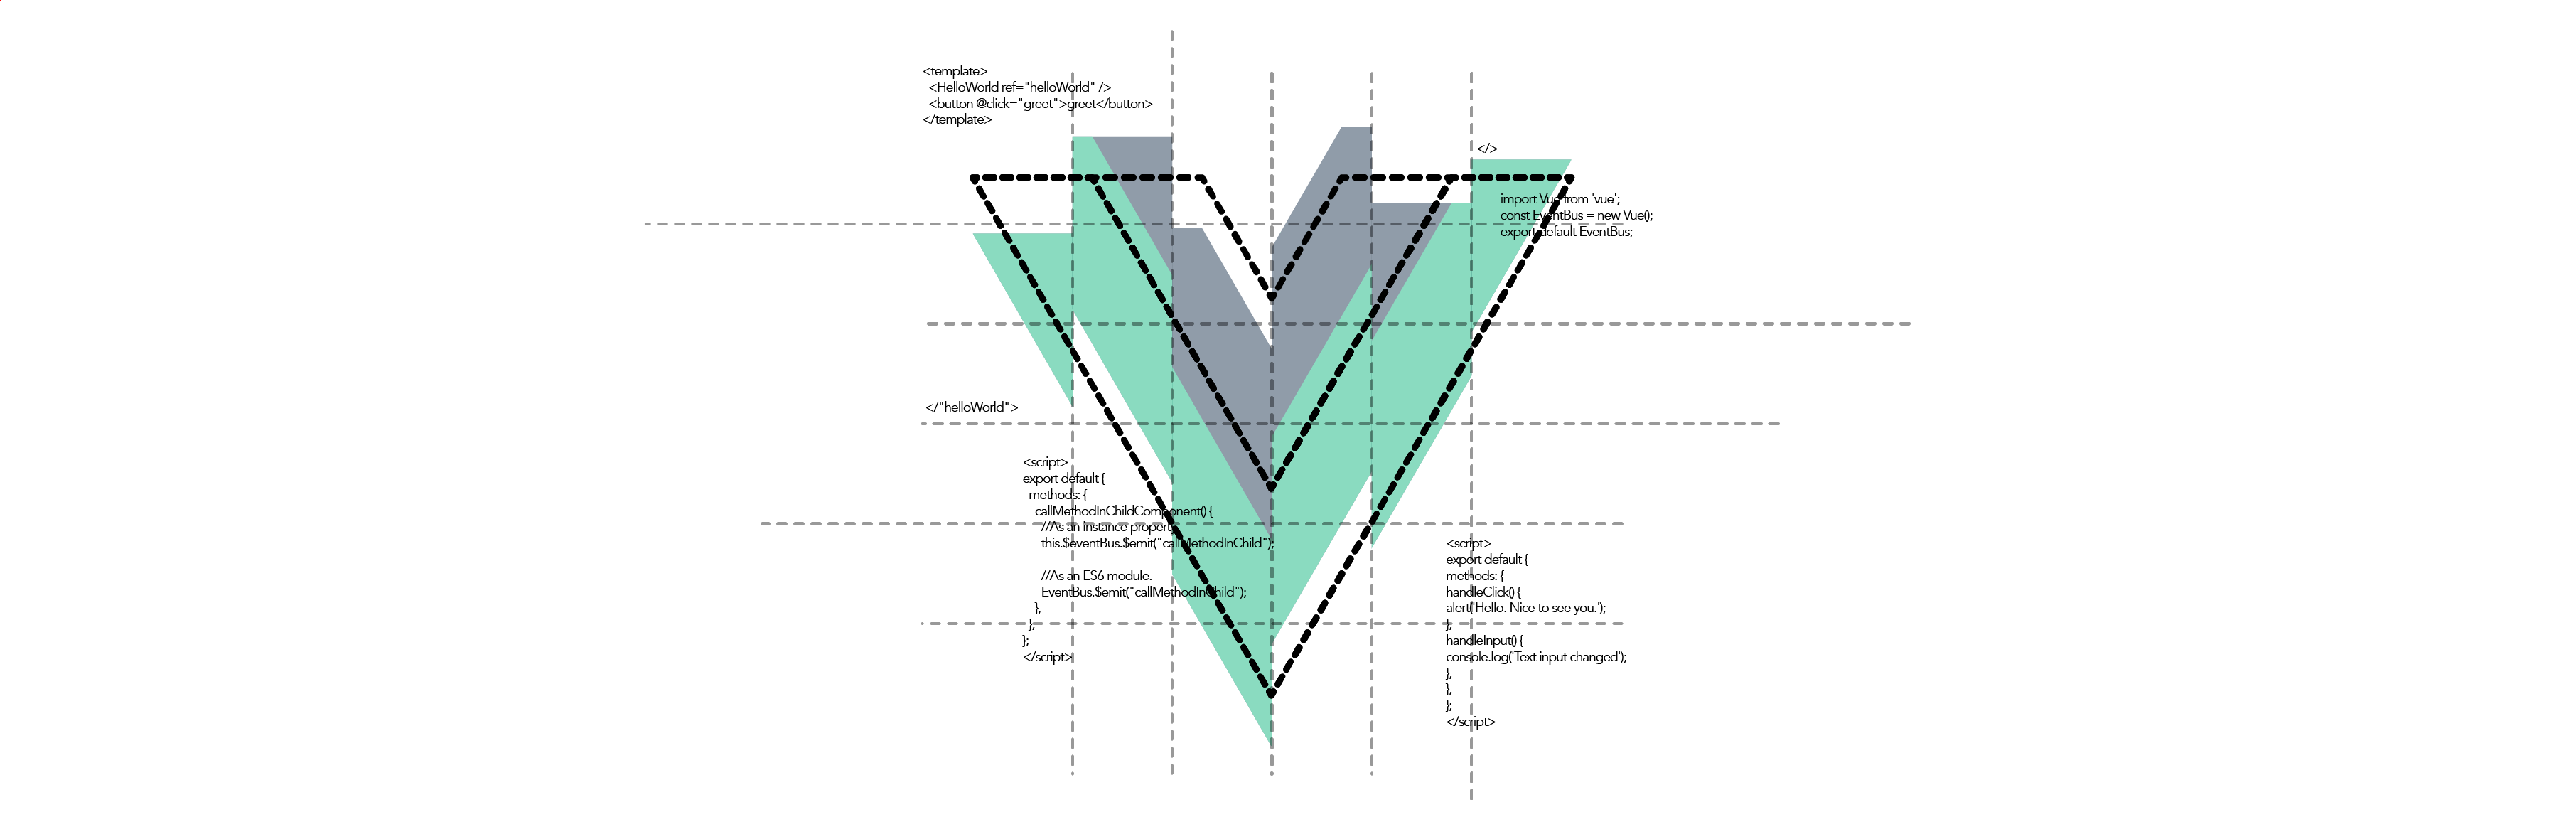 <template>
  <HelloWorld ref="helloWorld" />
  <button @click="greet">greet</button>
</template>
</>
import Vue from 'vue';
const EventBus = new Vue();
export default EventBus;
</"helloWorld">
<script>
export default {
  methods: {
    callMethodInChildComponent() {
      //As an instance property
      this.$eventBus.$emit("callMethodInChild");
      //As an ES6 module.
      EventBus.$emit("callMethodInChild");
    },
  },
};
</script>
<script>
export default {
methods: {
handleClick() {
alert('Hello. Nice to see you.');
},
handleInput() {
console.log('Text input changed');
},
},
};
</script>